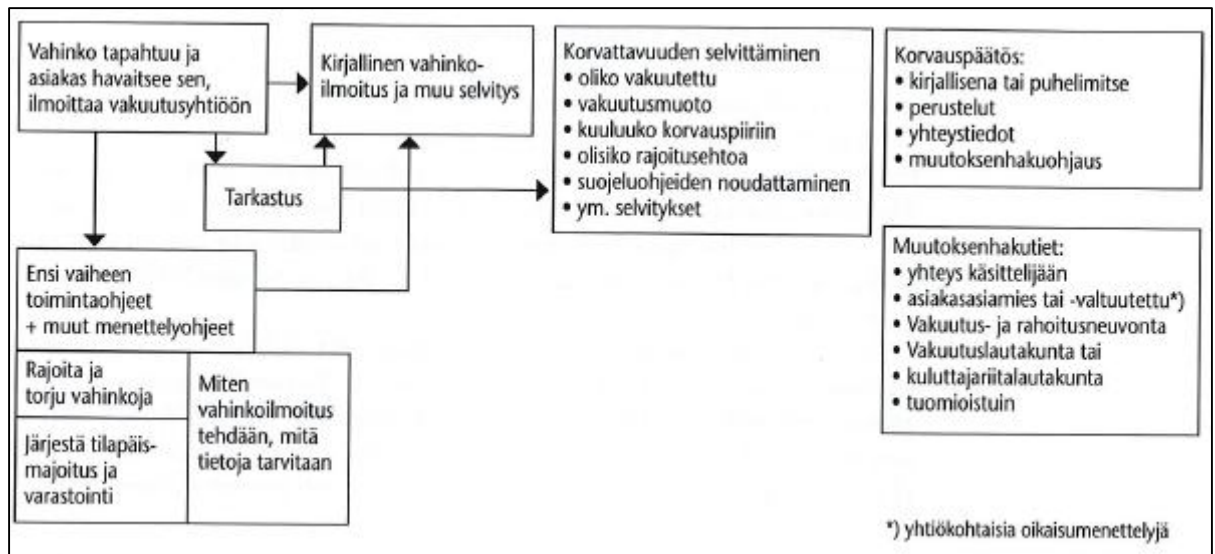 Vahinko tapahtuu ja
asiakas havaitsee sen,
ilmoittaa vakuutusyhtiöön
Kirjallinen vahinko-
ilmoitus ja muu selvitys
Tarkastus
Ensi vaiheen
toimintaohjeet
+ muut menettelyohjeet
Rajoita ja
torju vahinkoja
Järjestä tilapäis-
majoitus ja
varastointi
Miten
vahinkoilmoitus
tehdään, mitä
tietoja tarvitaan
Korvattavuuden selvittäminen
• oliko vakuutettu
• vakuutusmuoto
• kuuluuko korvauspiiriin
• olisiko rajoitusehtoa
• suojeluohjeiden noudattaminen
• ym. selvitykset
Korvauspäätös:
• kirjallisena tai puhelimitse
• perustelut
• yhteystiedot
• muutoksenhakuohjaus
Muutoksenhakutiet:
• yhteys käsittelijään
• asiakasasiamies tai -valtuutettu*)
• Vakuutus- ja rahoitusneuvonta
• Vakuutuslautakunta tai
• kuluttajariitalautakunta
• tuomioistuin
*) yhtiökohtaisia oikaisumenettelyjä